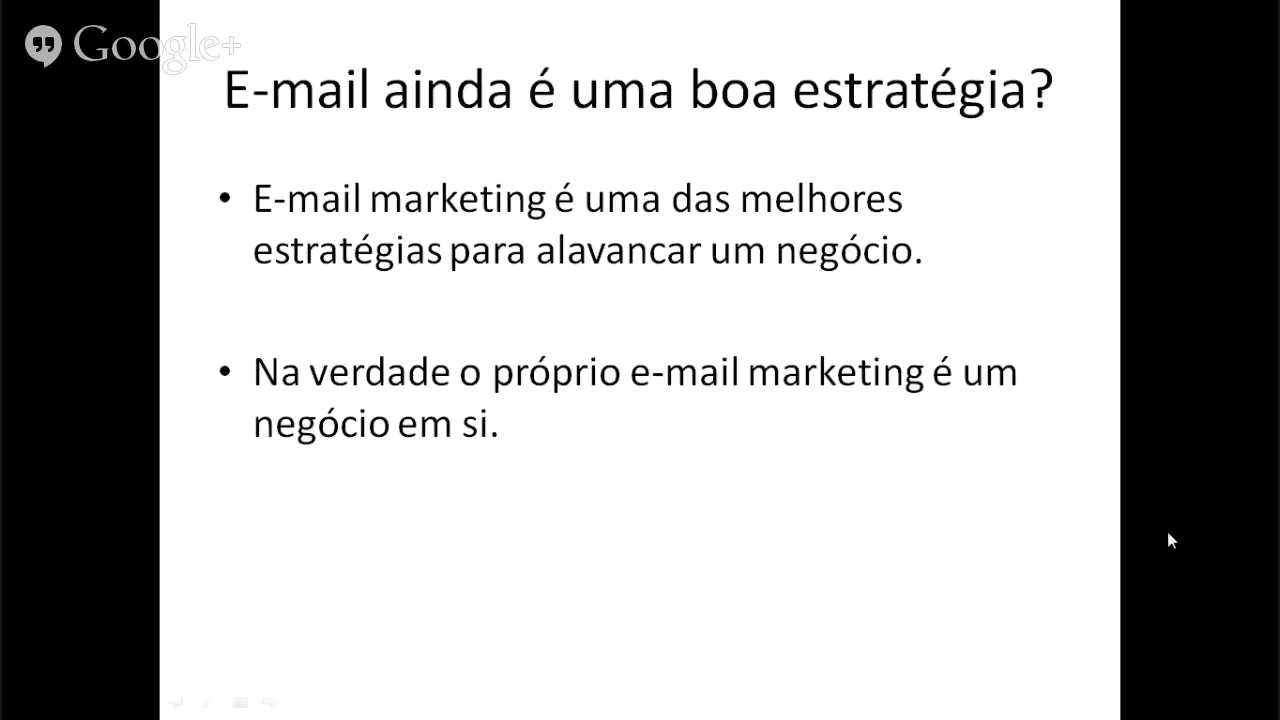 Google+
E-mail ainda é uma boa estratégia?
• E-mail marketing é uma das melhores
estratégias para alavancar um negócio.
• Na verdade o próprio e-mail marketing é um
negócio em si.